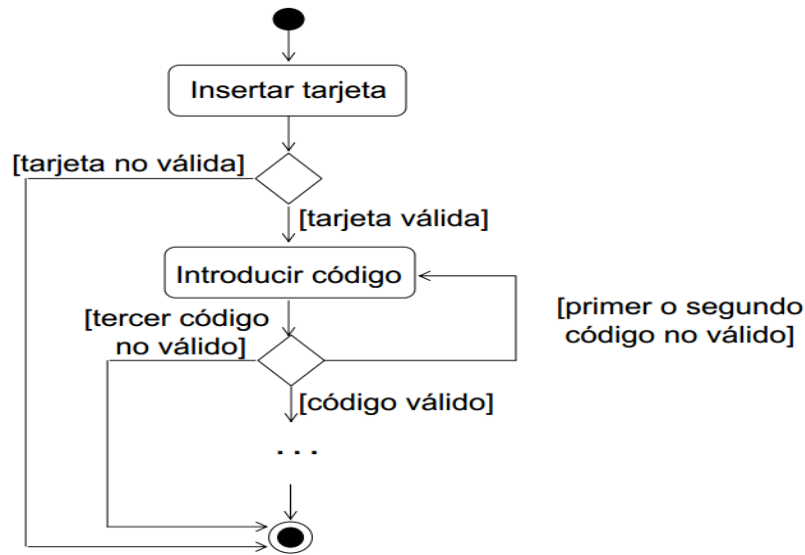 Insertar tarjeta
[tarjeta no válida]
[tarjeta válida]
Introducir código
[tercer código
no válido]
[primer o segundo
código no válido]
[código válido]
...